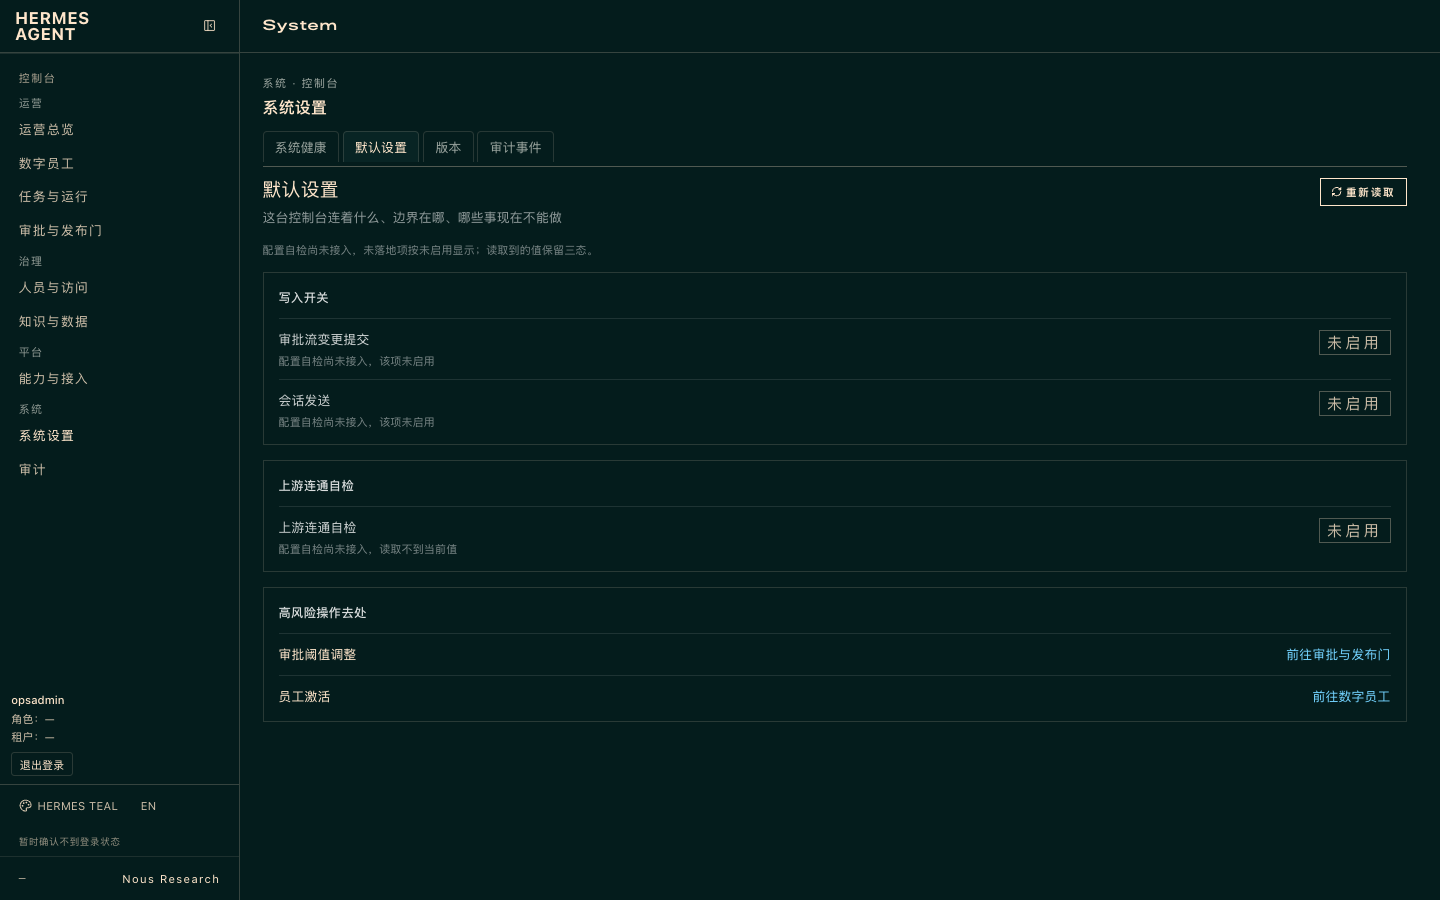 HERMES
AGENT
控制台
运营
运营总览
数字员工
任务与运行
审批与发布门
治理
人员与访问
知识与数据
平台
能力与接入
系统
系统设置
审计
opsadmin
角色：—
租户：—
退出登录
HERMES TEAL
EN
暂时确认不到登录状态
—
Nous Research
System
系统 · 控制台
系统设置
系统健康
默认设置
版本
审计事件
默认设置
重新读取
这台控制台连着什么、边界在哪、哪些事现在不能做
配置自检尚未接入，未落地项按未启用显示；读取到的值保留三态。
写入开关
审批流变更提交
未启用
配置自检尚未接入，该项未启用
会话发送
未启用
配置自检尚未接入，该项未启用
上游连通自检
上游连通自检
未启用
配置自检尚未接入，读取不到当前值
高风险操作去处
审批阈值调整
前往审批与发布门
员工激活
前往数字员工